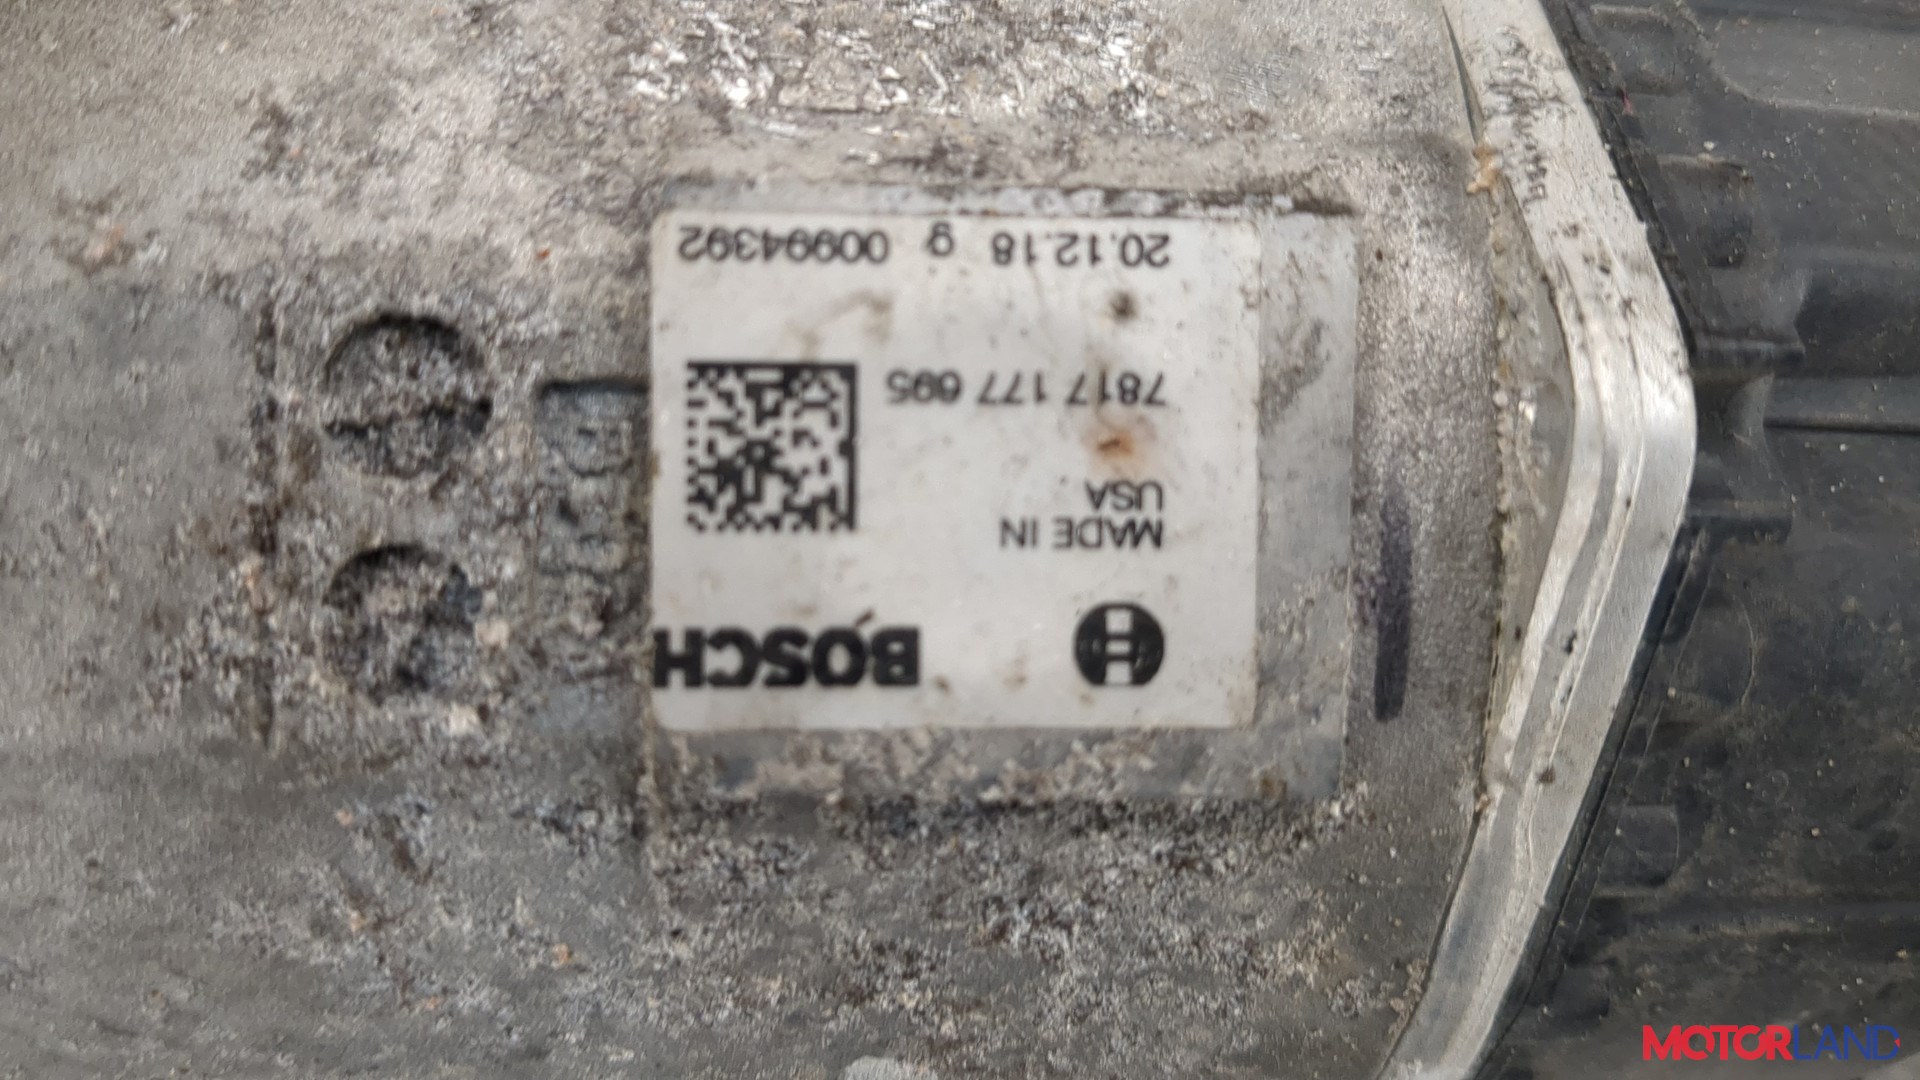 BOSCH
MADE IN
USA
7817 177 695
20.12.18 g 00994392
MOTORLAND